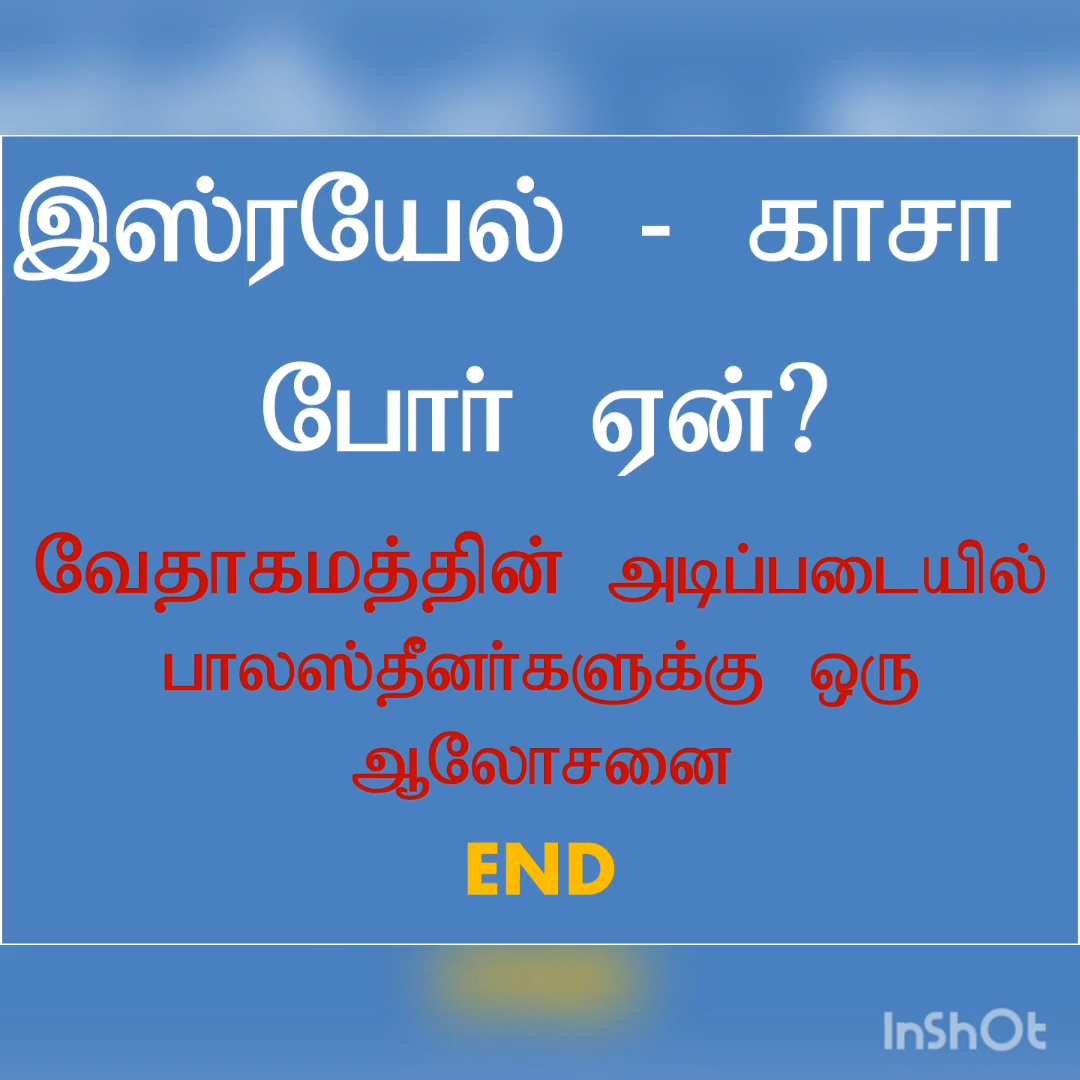 இஸ்ரயேல் - காசா
போர் ஏன்?
வேதாகமத்தின் அடிப்படையில்
பாலஸ்தீனர்களுக்கு ஒரு
ஆலோசனை
END
InShOt